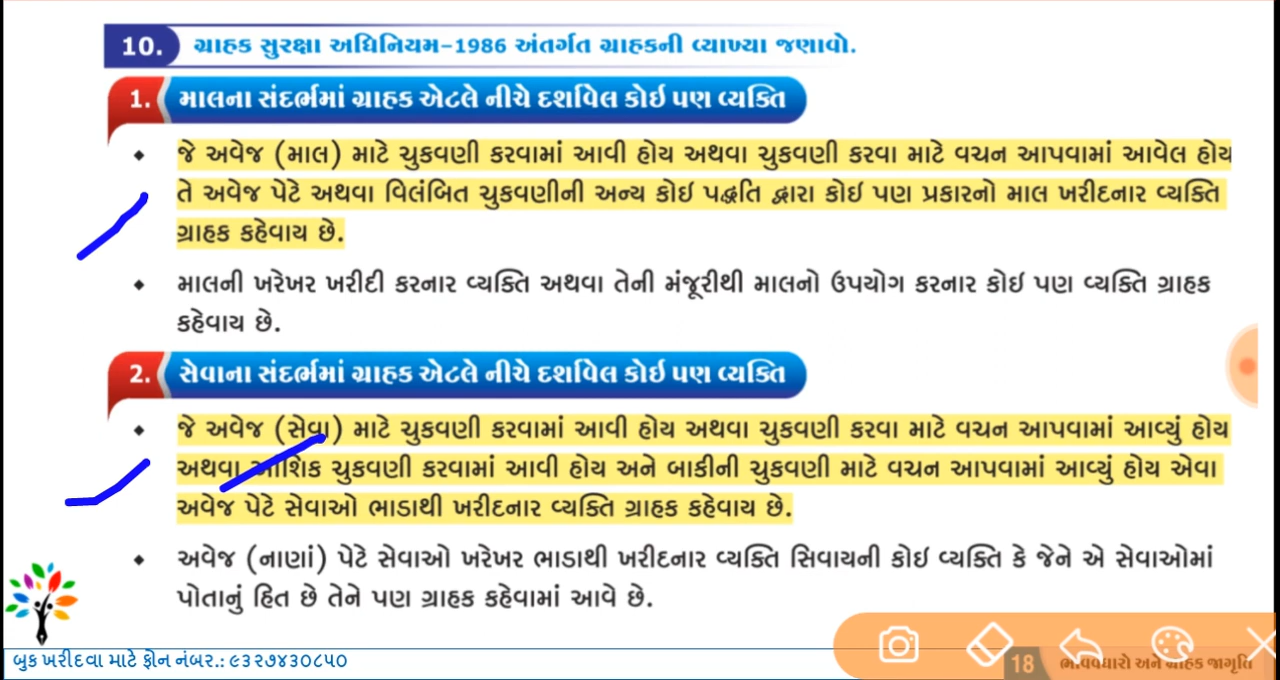 10. ગ્રાહક સુરક્ષા અધિનિયમ-1986 અંતર્ગત ગ્રાહકની વ્યાખ્યા જણાવો.
1. માલના સંદર્ભમાં ગ્રાહક એટલે નીચે દર્શાવેલ કોઈ પણ વ્યક્તિ
♦ જે અવેજ (માલ) માટે ચુકવણી કરવામાં આવી હોય અથવા ચુકવણી કરવા માટે વચન આપવામાં આવેલ હોય
તે અવેજ પેટે અથવા વિલંબિત ચુકવણીની અન્ય કોઈ પદ્ધતિ દ્વારા કોઈ પણ પ્રકારનો માલ ખરીદનાર વ્યક્તિ
ગ્રાહક કહેવાય છે.
♦ માલની ખરેખર ખરીદી કરનાર વ્યક્તિ અથવા તેની મંજૂરીથી માલનો ઉપયોગ કરનાર કોઈ પણ વ્યક્તિ ગ્રાહક
કહેવાય છે.
2. સેવાના સંદર્ભમાં ગ્રાહક એટલે નીચે દર્શાવેલ કોઈ પણ વ્યક્તિ
♦ જે અવેજ (સેવા) માટે ચુકવણી કરવામાં આવી હોય અથવા ચુકવણી કરવા માટે વચન આપવામાં આવ્યું હોય
અથવા આંશિક ચુકવણી કરવામાં આવી હોય અને બાકીની ચુકવણી માટે વચન આપવામાં આવ્યું હોય એવા
અવેજ પેટે સેવાઓ ભાડાથી ખરીદનાર વ્યક્તિ ગ્રાહક કહેવાય છે.
♦ અવેજ (નાણાં) પેટે સેવાઓ ખરેખર ભાડાથી ખરીદનાર વ્યક્તિ સિવાયની કોઈ વ્યક્તિ કે જેને એ સેવાઓમાં
પોતાનું હિત છે તેને પણ ગ્રાહક કહેવામાં આવે છે.
બુક ખરીદવા માટે ફોન નંબર.: ૯૩૨૭૪૩૦૮૫૦
18 ભાવવધારો અને ગ્રાહક જાગૃતિ